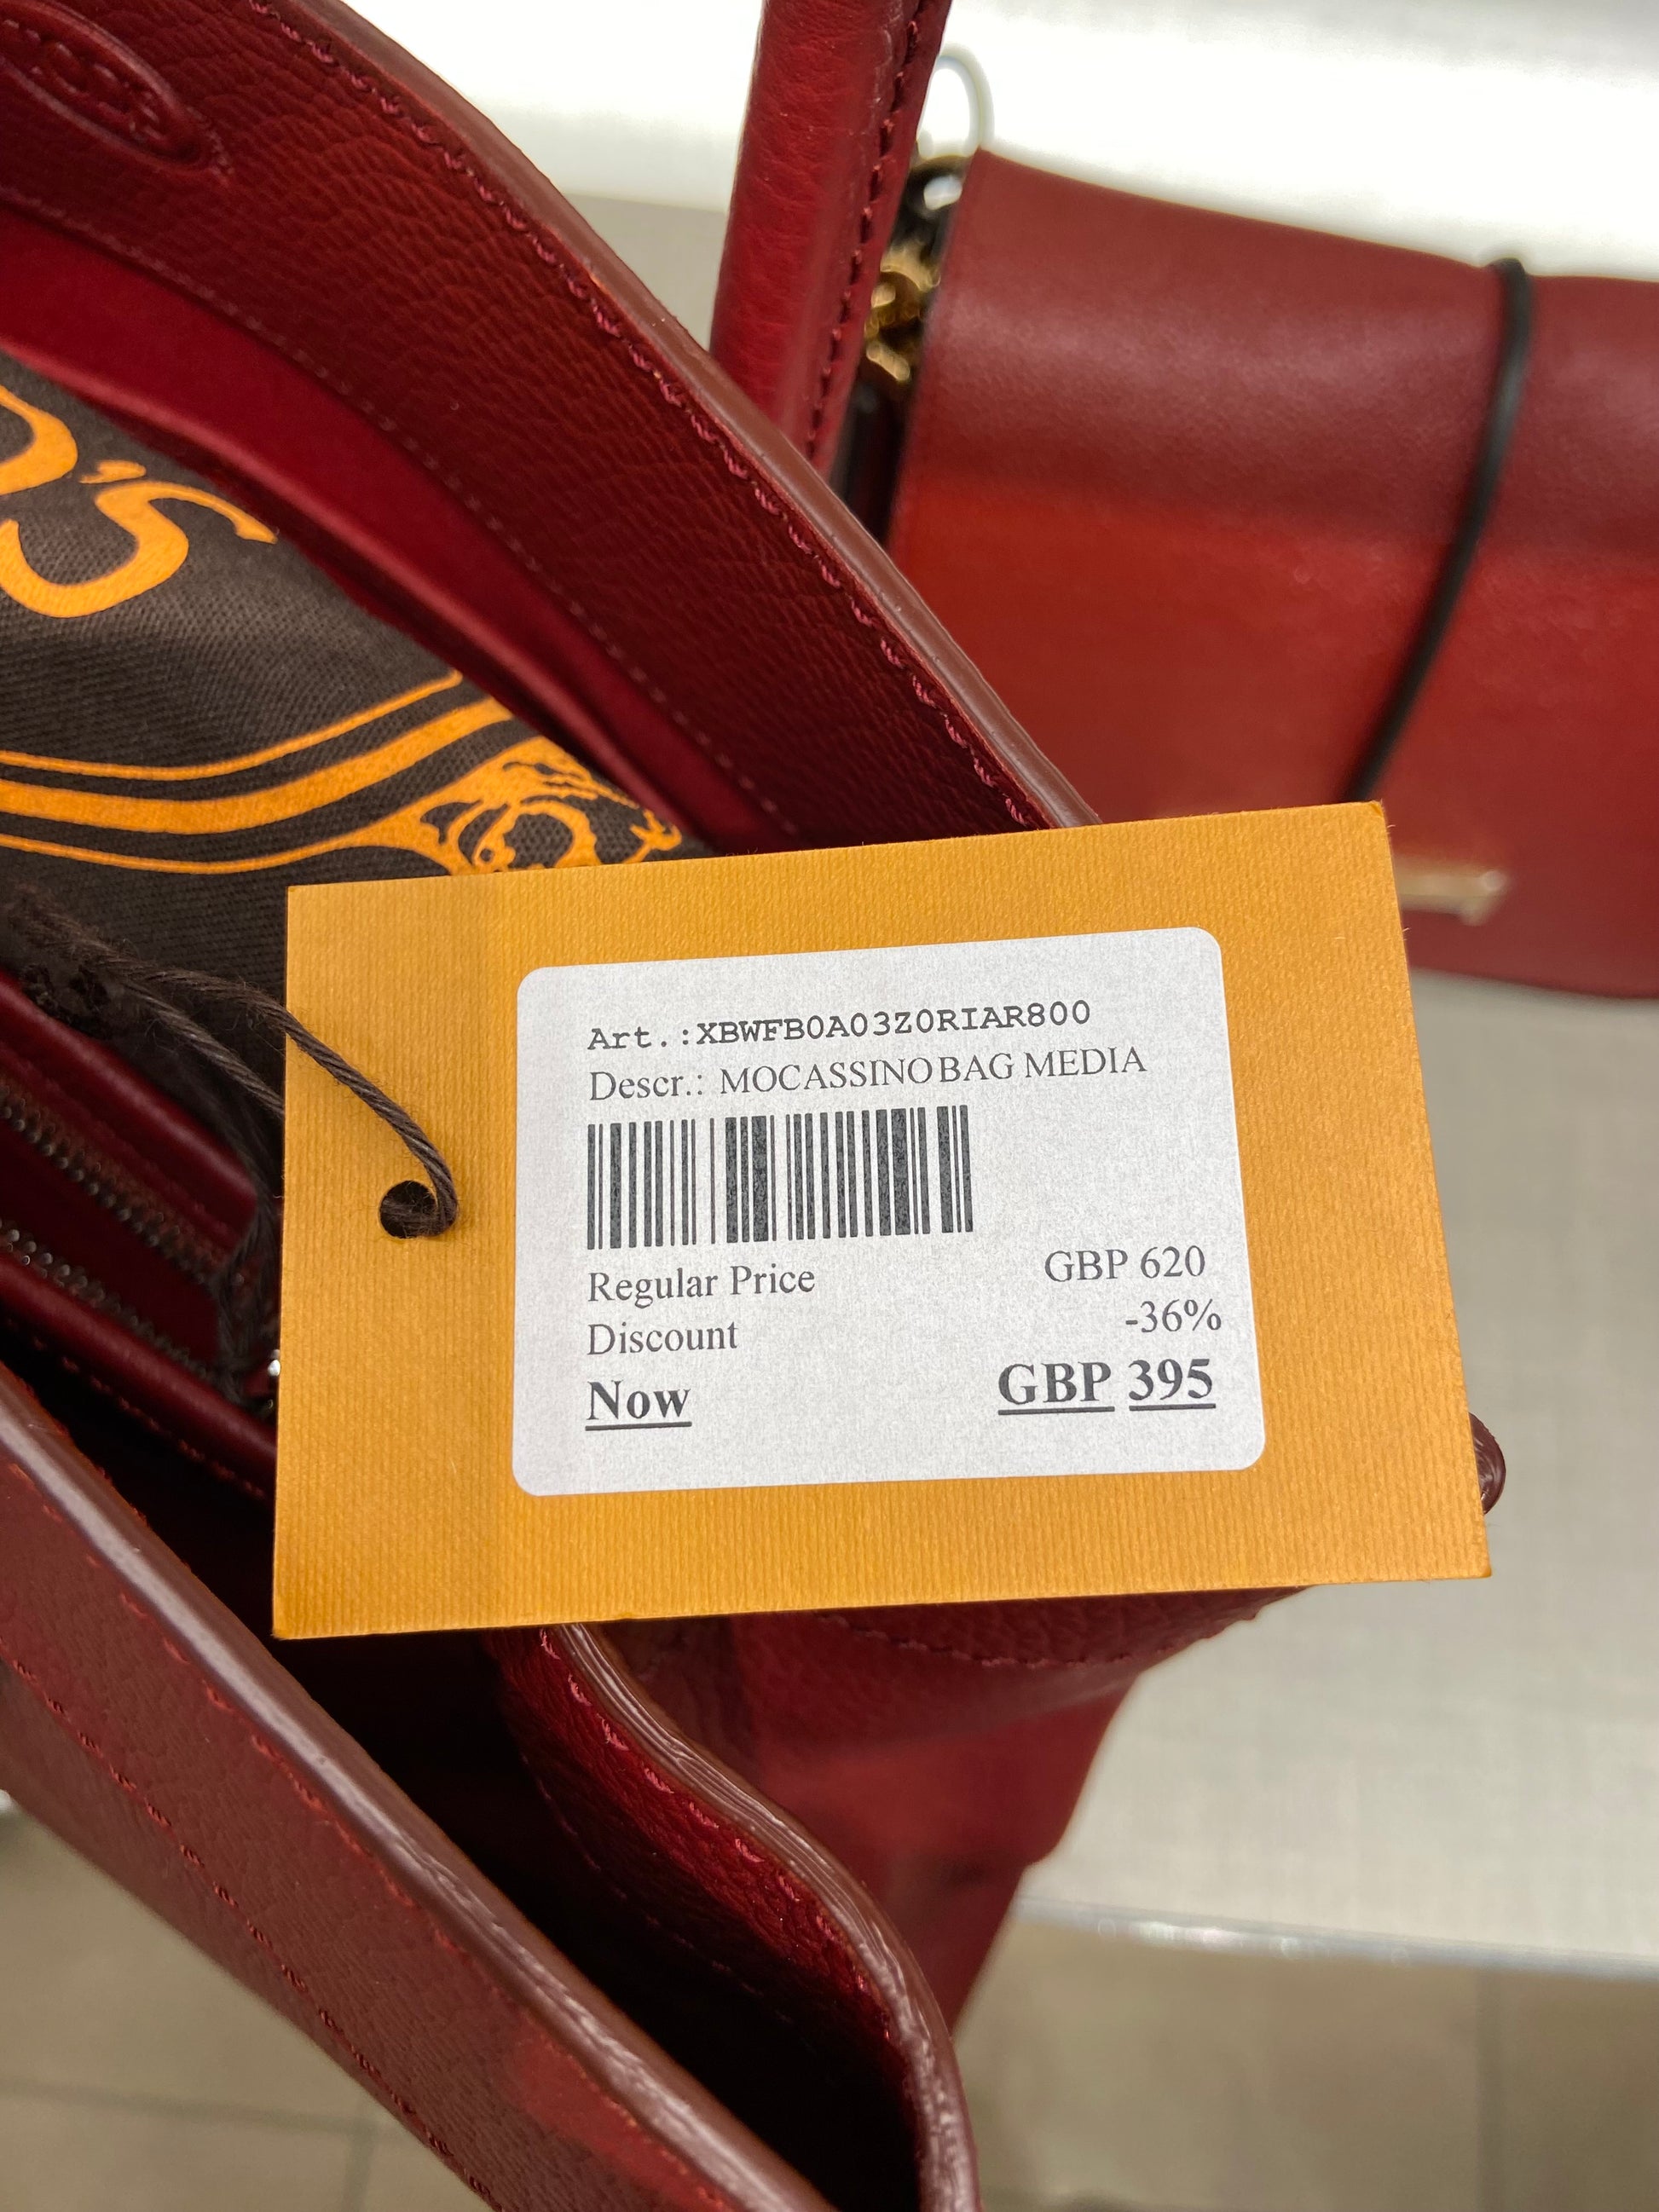 D'S
Art.:XBWFB0A03Z0RIAR800
Descr.: MOCASSINO BAG MEDIA
Regular Price GBP 620
Discount -36%
Now GBP 395